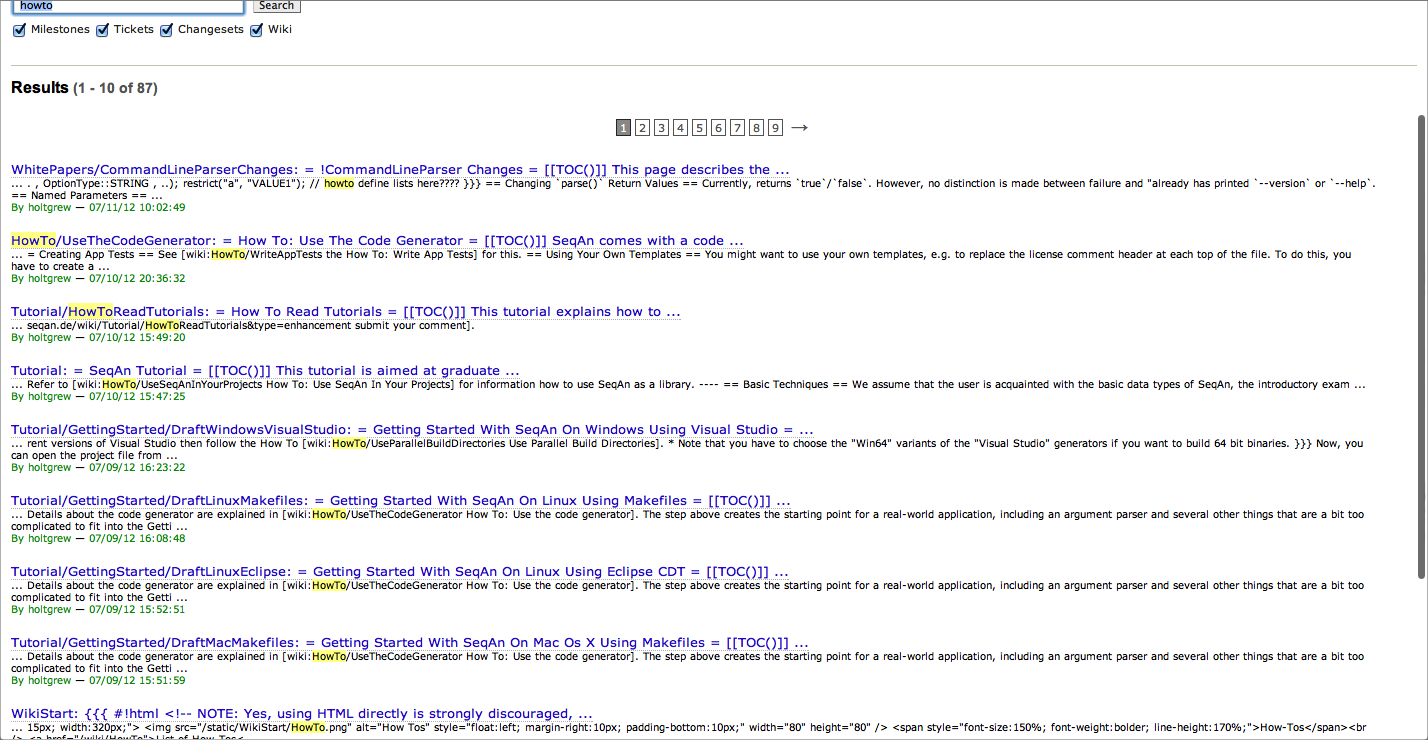 howto Search
Milestones Tickets Changesets Wiki
Results (1 - 10 of 87)
1 2 3 4 5 6 7 8 9 →
WhitePapers/CommandLineParserChanges: = !CommandLineParser Changes = [[TOC()]] This page describes the ...
... . , OptionType::STRING , ..); restrict("a", "VALUE1"); // howto define lists here???? }}} == Changing `parse()` Return Values == Currently, returns `true`/`false`. However, no distinction is made between failure and "already has printed `--version` or `--help`.
== Named Parameters == ...
By holtgrew — 07/11/12 10:02:49
HowTo/UseTheCodeGenerator: = How To: Use The Code Generator = [[TOC()]] SeqAn comes with a code ...
... = Creating App Tests == See [wiki:HowTo/WriteAppTests the How To: Write App Tests] for this. == Using Your Own Templates == You might want to use your own templates, e.g. to replace the license comment header at each top of the file. To do this, you
have to create a ...
By holtgrew — 07/10/12 20:36:32
Tutorial/HowToReadTutorials: = How To Read Tutorials = [[TOC()]] This tutorial explains how to ...
... seqan.de/wiki/Tutorial/HowToReadTutorials&type=enhancement submit your comment].
By holtgrew — 07/10/12 15:49:20
Tutorial: = SeqAn Tutorial = [[TOC()]] This tutorial is aimed at graduate ...
... Refer to [wiki:HowTo/UseSeqAnInYourProjects How To: Use SeqAn In Your Projects] for information how to use SeqAn as a library. ---- == Basic Techniques == We assume that the user is acquainted with the basic data types of SeqAn, the introductory exam ...
By holtgrew — 07/10/12 15:47:25
Tutorial/GettingStarted/DraftWindowsVisualStudio: = Getting Started With SeqAn On Windows Using Visual Studio = ...
... rent versions of Visual Studio then follow the How To [wiki:HowTo/UseParallelBuildDirectories Use Parallel Build Directories]. * Note that you have to choose the "Win64" variants of the "Visual Studio" generators if you want to build 64 bit binaries. }}} Now, you
can open the project file from ...
By holtgrew — 07/09/12 16:23:22
Tutorial/GettingStarted/DraftLinuxMakefiles: = Getting Started With SeqAn On Linux Using Makefiles = [[TOC()]] ...
... Details about the code generator are explained in [wiki:HowTo/UseTheCodeGenerator How To: Use the code generator]. The step above creates the starting point for a real-world application, including an argument parser and several other things that are a bit too
complicated to fit into the Getti ...
By holtgrew — 07/09/12 16:08:48
Tutorial/GettingStarted/DraftLinuxEclipse: = Getting Started With SeqAn On Linux Using Eclipse CDT = [[TOC()]] ...
... Details about the code generator are explained in [wiki:HowTo/UseTheCodeGenerator How To: Use the code generator]. The step above creates the starting point for a real-world application, including an argument parser and several other things that are a bit too
complicated to fit into the Getti ...
By holtgrew — 07/09/12 15:52:51
Tutorial/GettingStarted/DraftMacMakefiles: = Getting Started With SeqAn On Mac Os X Using Makefiles = [[TOC()]] ...
... Details about the code generator are explained in [wiki:HowTo/UseTheCodeGenerator How To: Use the code generator]. The step above creates the starting point for a real-world application, including an argument parser and several other things that are a bit too
complicated to fit into the Getti ...
By holtgrew — 07/09/12 15:51:59
WikiStart: {{{ #!html <!-- NOTE: Yes, using HTML directly is strongly discouraged, ...
... 15px; width:320px;"> <img src="/static/WikiStart/HowTo.png" alt="How Tos" style="float:left; margin-right:10px; padding-bottom:10px;" width="80" height="80" /> <span style="font-size:150%; font-weight:bolder; line-height:170%;">How-Tos</span><br
/> <a href="/wiki/HowTo">List of How-Tos<